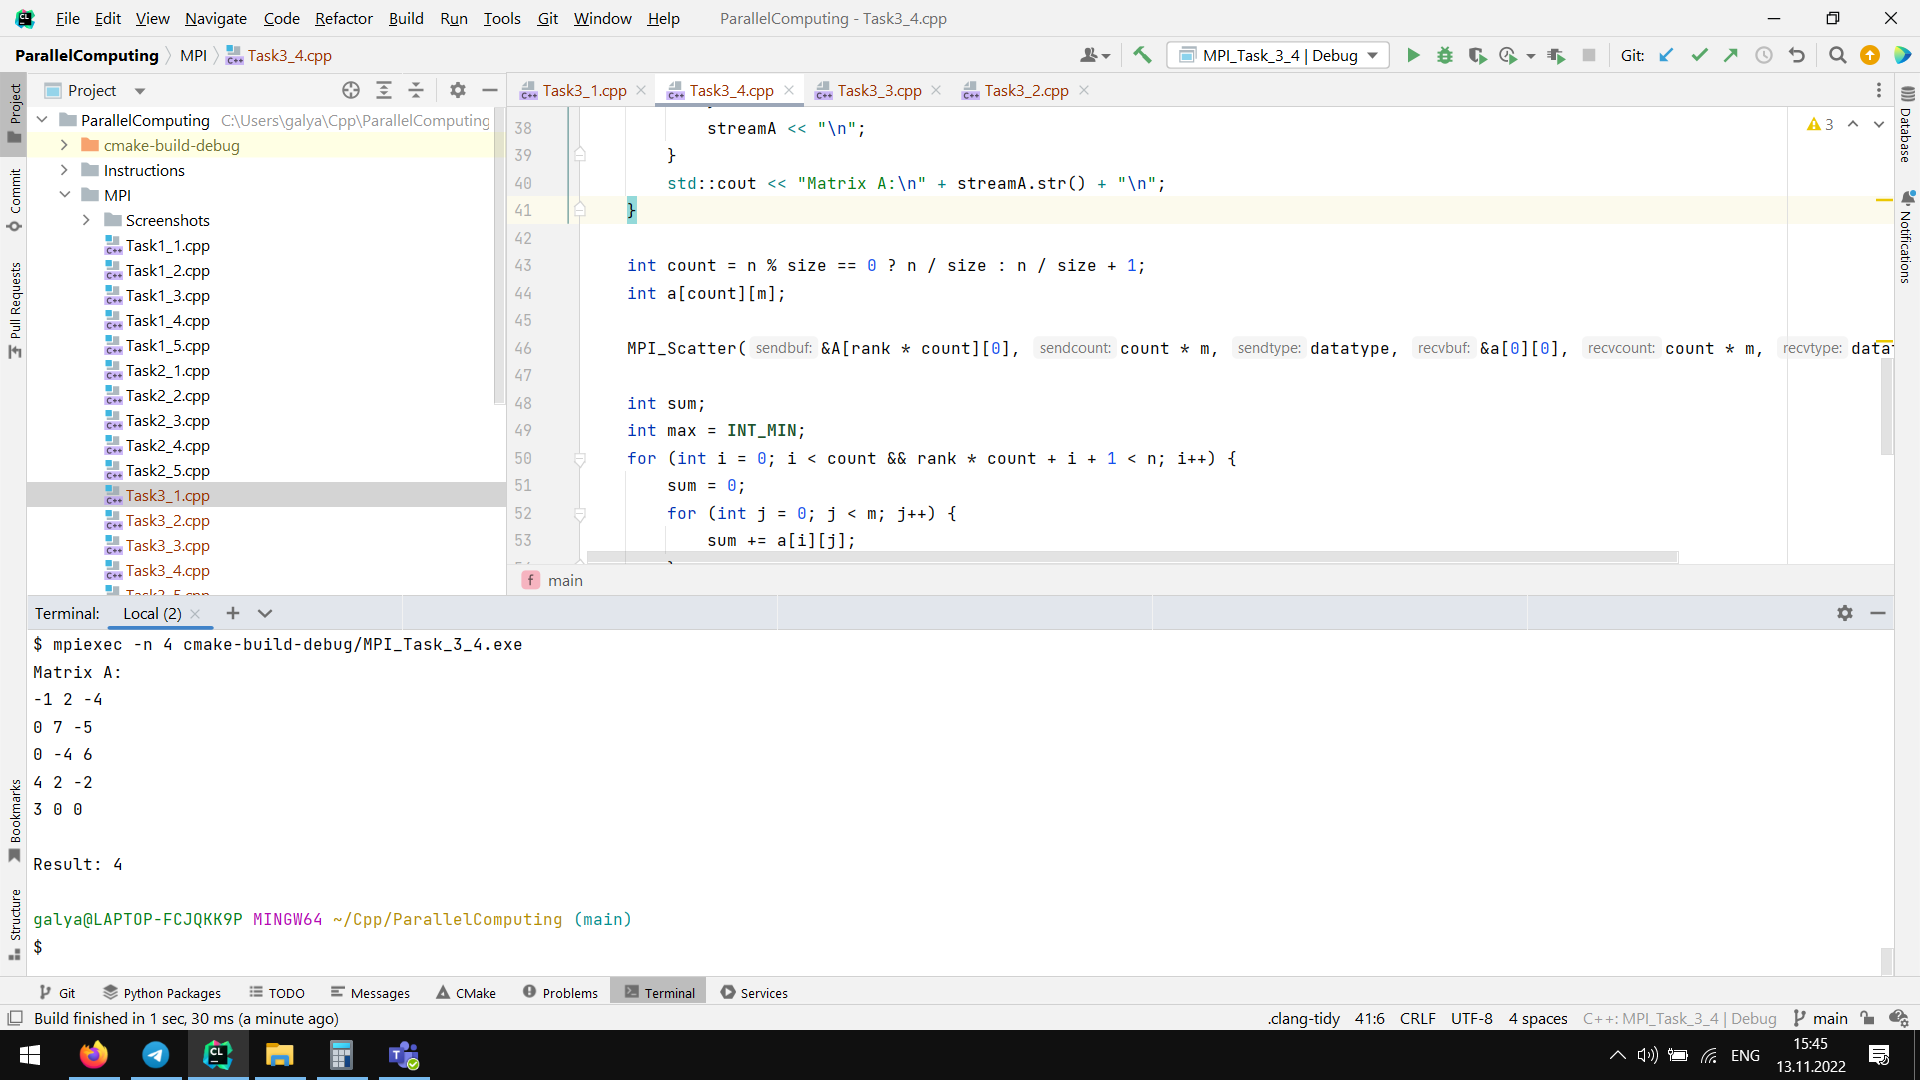 File Edit View Navigate Code Refactor Build Run Tools Git Window Help ParallelComputing - Task3_4.cpp
ParallelComputing MPI Task3_4.cpp MPI_Task_3_4 | Debug Git:
Project Task3_1.cpp Task3_4.cpp Task3_3.cpp Task3_2.cpp
ParallelComputing C:\Users\galya\Cpp\ParallelComputing
cmake-build-debug
Instructions
MPI
Screenshots
Task1_1.cpp
Task1_2.cpp
Task1_3.cpp
Task1_4.cpp
Task1_5.cpp
Task2_1.cpp
Task2_2.cpp
Task2_3.cpp
Task2_4.cpp
Task2_5.cpp
Task3_1.cpp
Task3_2.cpp
Task3_3.cpp
Task3_4.cpp
Project
Commit
Pull Requests
Bookmarks
Structure
38 streamA << "\n";
39 }
40 std::cout << "Matrix A:\n" + streamA.str() + "\n";
41 }
42
43 int count = n % size == 0 ? n / size : n / size + 1;
44 int a[count][m];
45
46 MPI_Scatter( sendbuf: &A[rank * count][0], sendcount: count * m, sendtype: datatype, recvbuf: &a[0][0], recvcount: count * m, recvtype:
47
48 int sum;
49 int max = INT_MIN;
50 for (int i = 0; i < count && rank * count + i + 1 < n; i++) {
51 sum = 0;
52 for (int j = 0; j < m; j++) {
53 sum += a[i][j];
3
f main
Database
Notifications
Terminal: Local (2)
$ mpiexec -n 4 cmake-build-debug/MPI_Task_3_4.exe
Matrix A:
-1 2 -4
0 7 -5
0 -4 6
4 2 -2
3 0 0
Result: 4
galya@LAPTOP-FCJQKK9P MINGW64 ~/Cpp/ParallelComputing (main)
$
Git Python Packages TODO Messages CMake Problems Terminal Services
Build finished in 1 sec, 30 ms (a minute ago) .clang-tidy 41:6 CRLF UTF-8 4 spaces C++: MPI_Task_3_4 | Debug main
ENG 15:45
13.11.2022